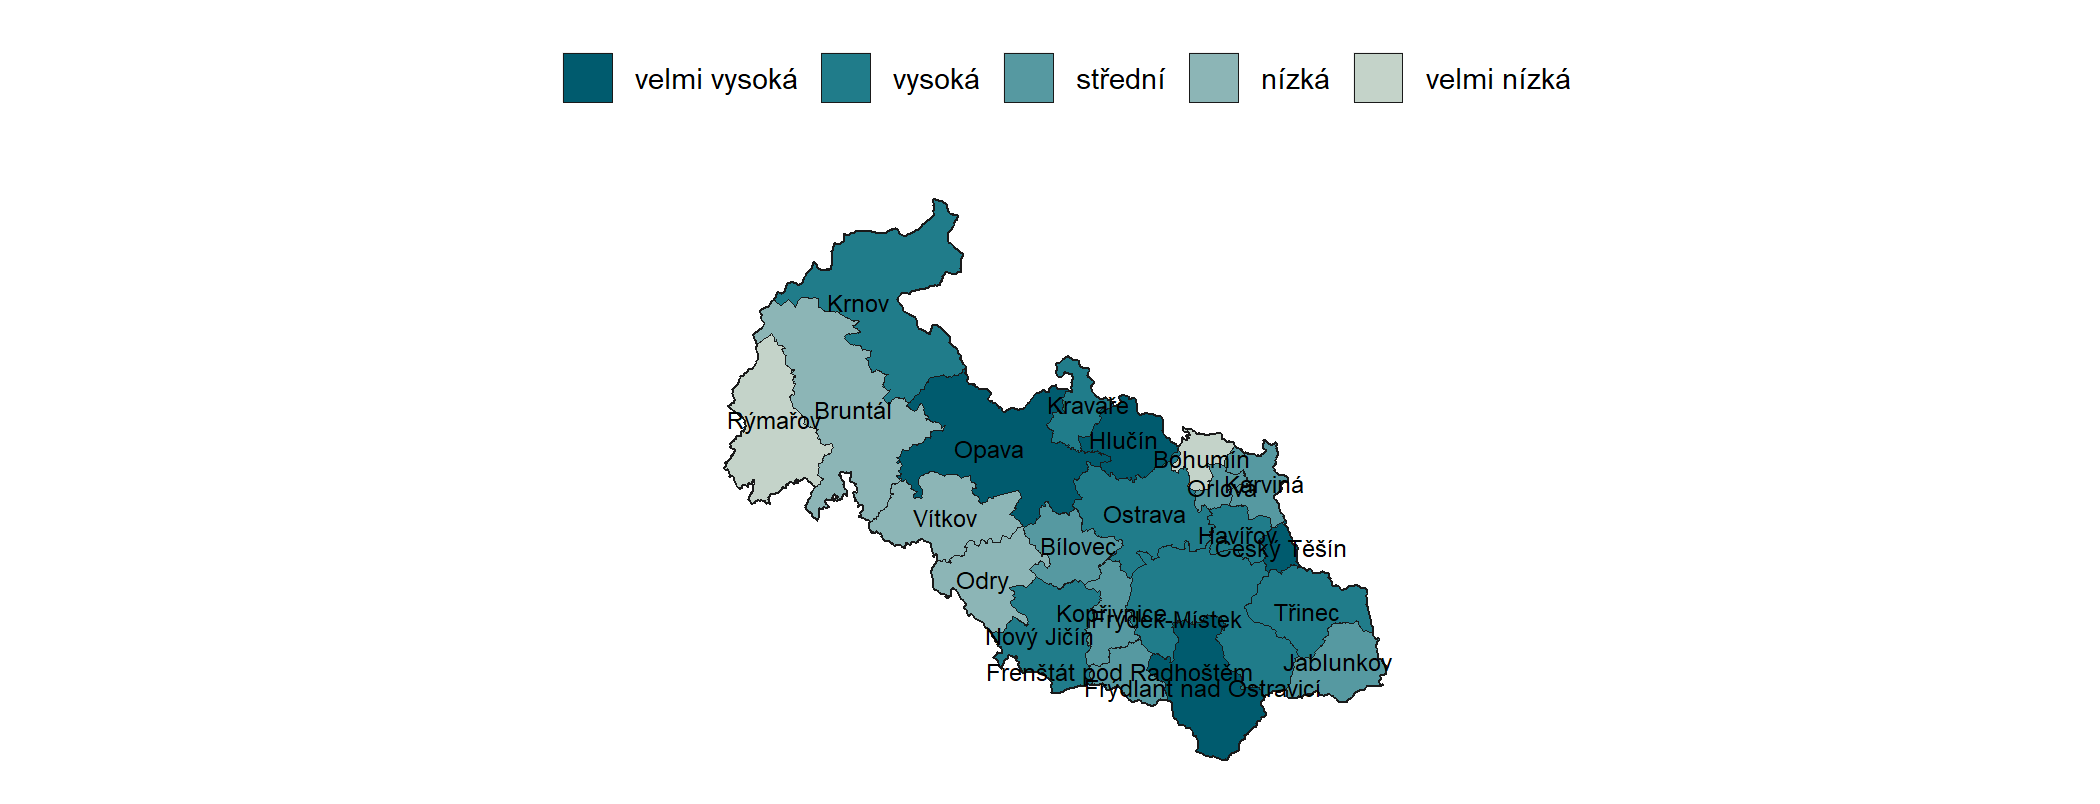 velmi vysoká
vysoká
střední
nízká
velmi nízká
Krnov
Kravaře
Bruntál
Rýmařov
Hlučín
Opava
Bohumín
Karviná
Orlová
Ostrava
Vítkov
Havířov
Bílovec
Český Těšín
Odry
Třinec
Kopřivnice
Frýdek-Místek
Nový Jičín
Jablunkov
Frenštát pod Radhoštěm
Frýdlant nad Ostravicí